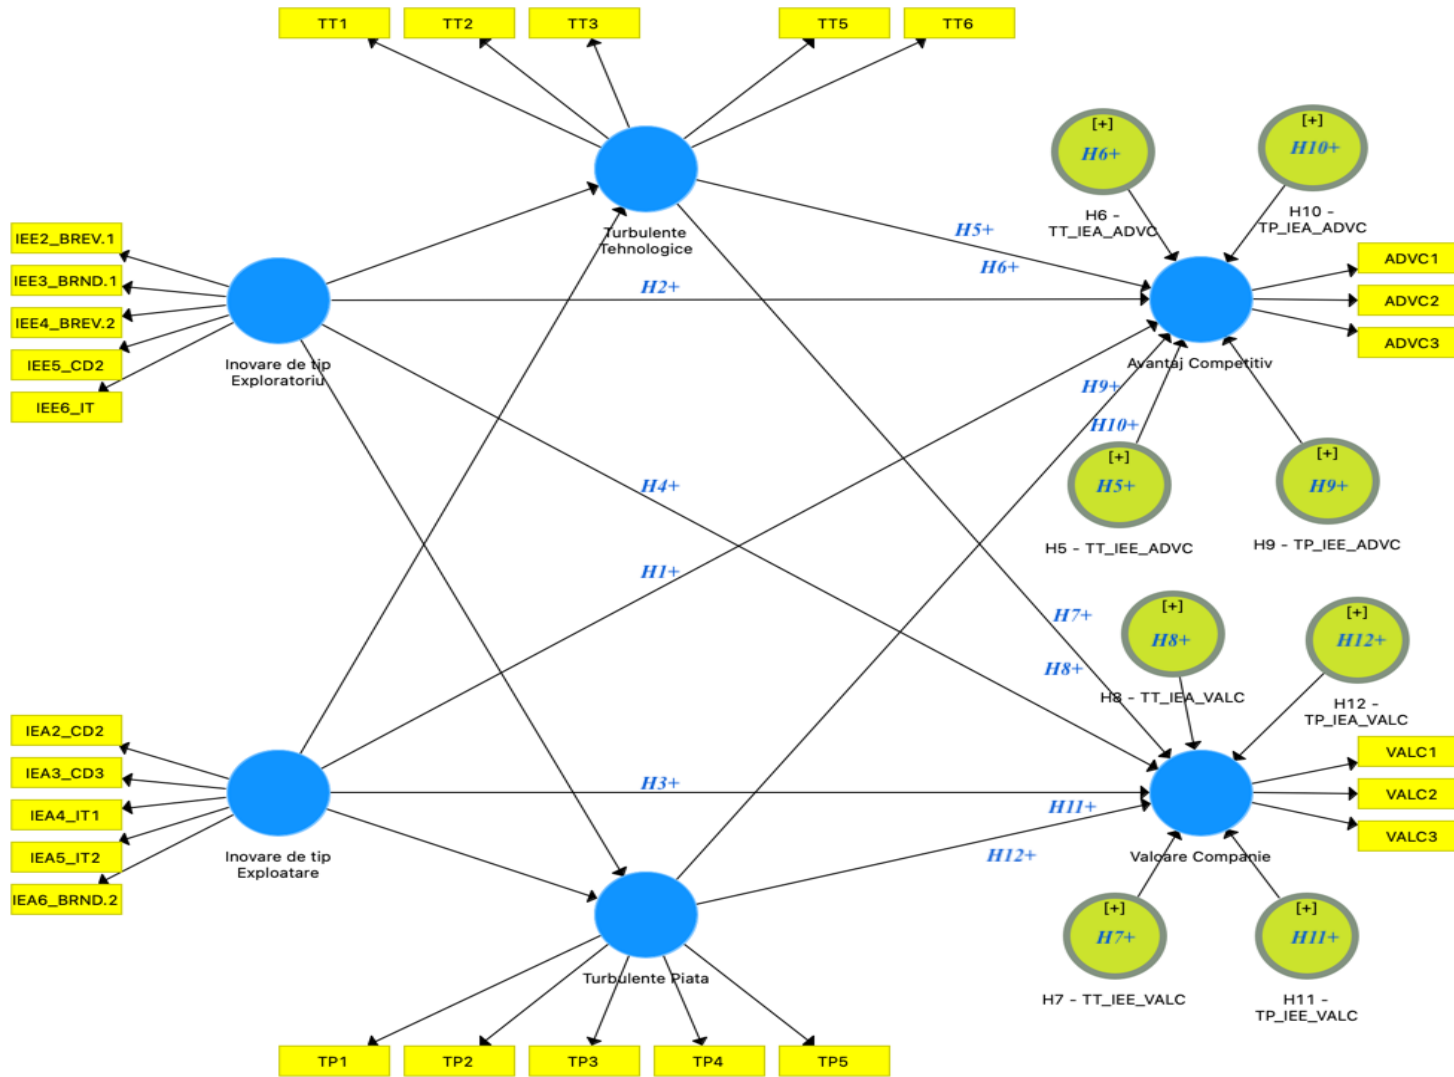 TT1
TT2
TT3
TT5
TT6
Turbulente
Tehnologice
[+]
H6+
H6 -
TT_IEA_ADVC
[+]
H10+
H10 -
TP_IEA_ADVC
IEE2_BREV.1
IEE3_BRND.1
IEE4_BREV.2
IEE5_CD2
IEE6_IT
Inovare de tip
Exploratoriu
H5+
H6+
H2+
ADVC1
ADVC2
ADVC3
Avantaj Competitiv
H9+
H10+
[+]
H5+
H5 - TT_IEE_ADVC
[+]
H9+
H9 - TP_IEE_ADVC
H4+
H1+
H7+
H8+
[+]
H8+
H8 - TT_IEA_VALC
[+]
H12+
H12 -
TP_IEA_VALC
IEA2_CD2
IEA3_CD3
IEA4_IT1
IEA5_IT2
IEA6_BRND.2
Inovare de tip
Exploatare
H3+
H11+
H12+
VALC1
VALC2
VALC3
Valoare Companie
[+]
H7+
H7 - TT_IEE_VALC
[+]
H11+
H11 -
TP_IEE_VALC
Turbulente Piata
TP1
TP2
TP3
TP4
TP5